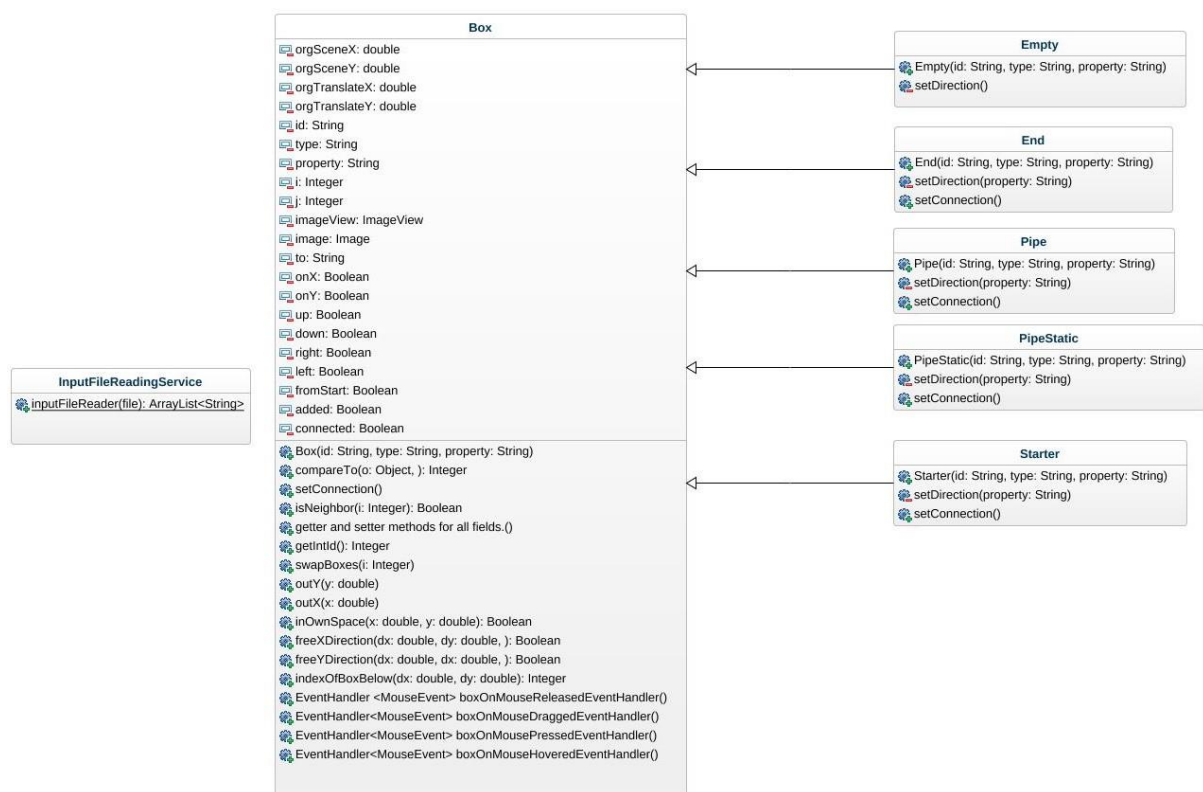 InputFileReadingService
inputFileReader(file): ArrayList<String>
Box
orgSceneX: double
orgSceneY: double
orgTranslateX: double
orgTranslateY: double
id: String
type: String
property: String
i: Integer
j: Integer
imageView: ImageView
image: Image
to: String
onX: Boolean
onY: Boolean
up: Boolean
down: Boolean
right: Boolean
left: Boolean
fromStart: Boolean
added: Boolean
connected: Boolean
Box(id: String, type: String, property: String)
compareTo(o: Object, ): Integer
setConnection()
isNeighbor(i: Integer): Boolean
getter and setter methods for all fields.()
getIntId(): Integer
swapBoxes(i: Integer)
outY(y: double)
outX(x: double)
inOwnSpace(x: double, y: double): Boolean
freeXDirection(dx: double, dy: double, ): Boolean
freeYDirection(dx: double, dx: double, ): Boolean
indexOfBoxBelow(dx: double, dy: double): Integer
EventHandler <MouseEvent> boxOnMouseReleasedEventHandler()
EventHandler<MouseEvent> boxOnMouseDraggedEventHandler()
EventHandler<MouseEvent> boxOnMousePressedEventHandler()
EventHandler<MouseEvent> boxOnMouseHoveredEventHandler()
Empty
Empty(id: String, type: String, property: String)
setDirection()
End
End(id: String, type: String, property: String)
setDirection(property: String)
setConnection()
Pipe
Pipe(id: String, type: String, property: String)
setDirection(property: String)
setConnection()
PipeStatic
PipeStatic(id: String, type: String, property: String)
setDirection(property: String)
setConnection()
Starter
Starter(id: String, type: String, property: String)
setDirection(property: String)
setConnection()